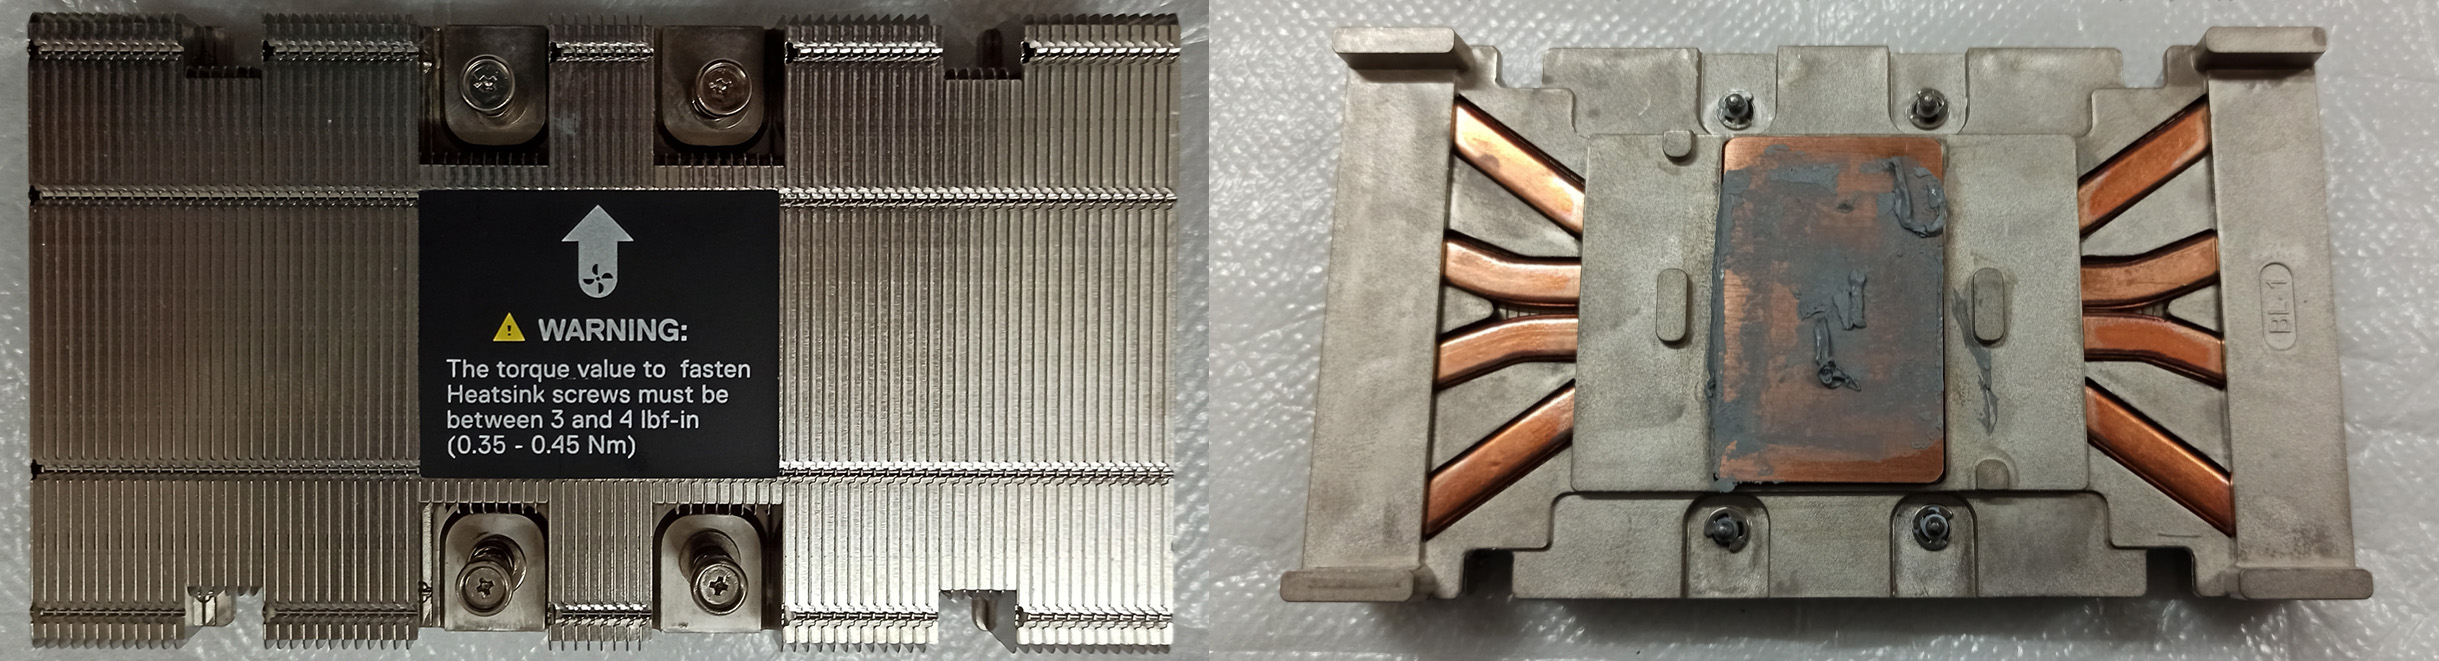 WARNING:
The torque value to fasten
Heatsink screws must be
between 3 and 4 lbf-in
(0.35 - 0.45 Nm)
BL-1